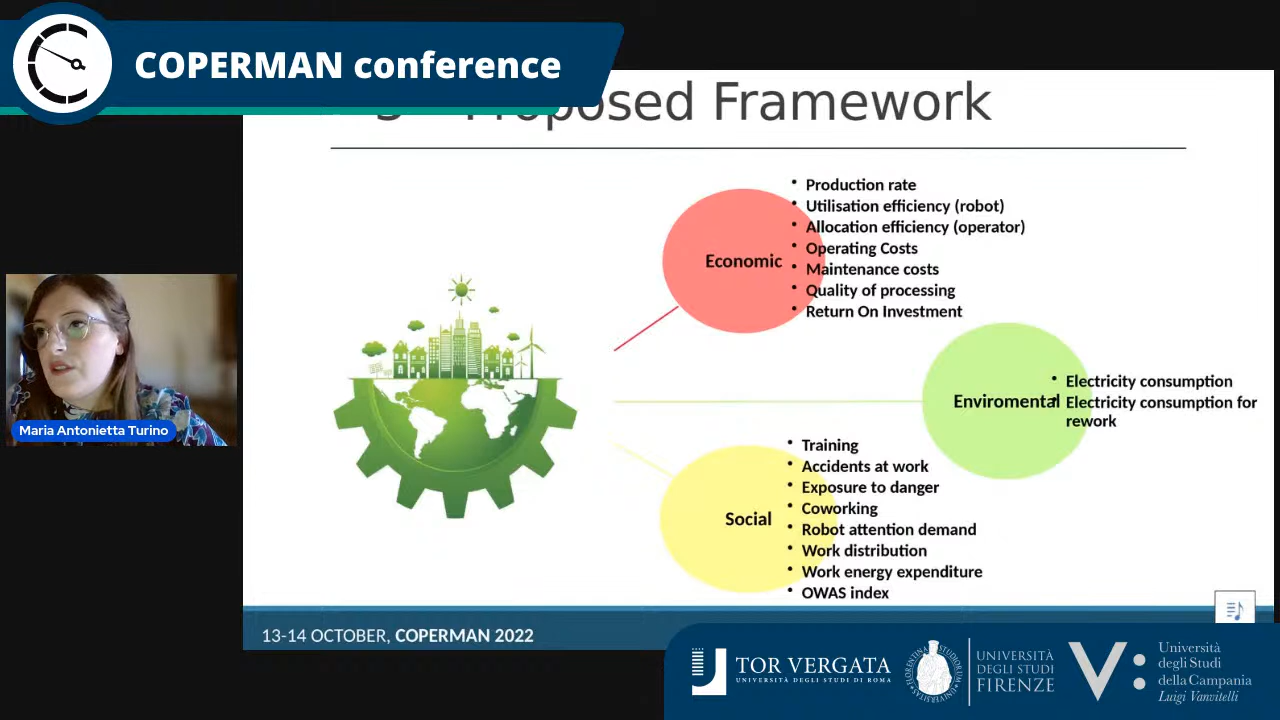 COPERMAN conference
Proposed Framework
Production rate
Utilisation efficiency (robot)
Allocation efficiency (operator)
Economic
Operating Costs
Maintenance costs
Quality of processing
Return On Investment
Enviromental
Electricity consumption
Electricity consumption for
rework
Social
Training
Accidents at work
Exposure to danger
Coworking
Robot attention demand
Work distribution
Work energy expenditure
OWAS index
Maria Antonietta Turino
13-14 OCTOBER, COPERMAN 2022
TOR VERGATA
UNIVERSITÀ DEGLI STUDI DI ROMA
UNIVERSITÀ
DEGLI STUDI
FIRENZE
V:
Università
degli Studi
della Campania
Luigi Vanvitelli